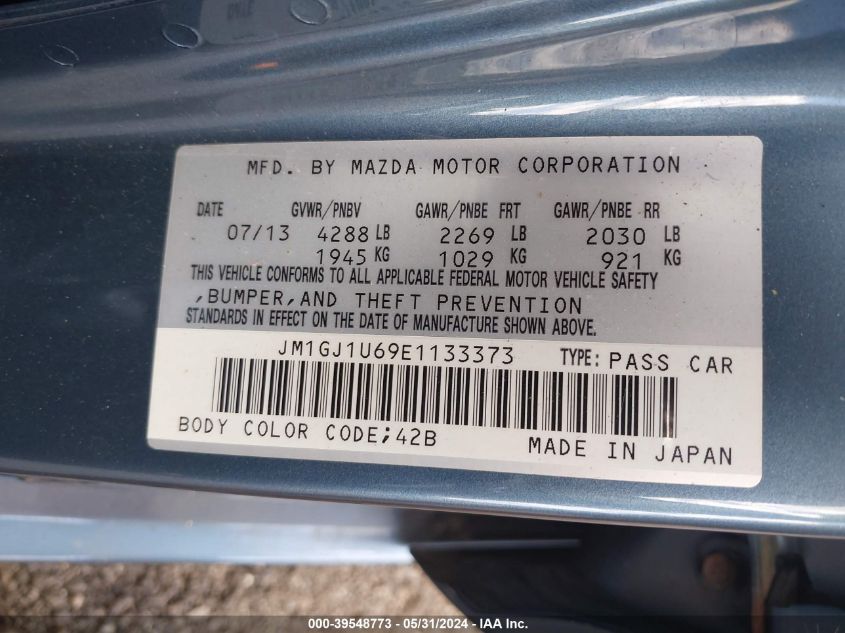 MFD. BY MAZDA MOTOR CORPORATION
DATE GVWR/PNBV GAWR/PNBE FRT GAWR/PNBE RR
07/13 4288 LB 2269 LB 2030 LB
1945 KG 1029 KG 921 KG
THIS VEHICLE CONFORMS TO ALL APPLICABLE FEDERAL MOTOR VEHICLE SAFETY
,BUMPER,AND THEFT PREVENTION
STANDARDS IN EFFECT ON THE DATE OF MANUFACTURE SHOWN ABOVE.
JM1GJ1U69E1133373 TYPE: PASS CAR
BODY COLOR CODE;42B MADE IN JAPAN
000-39548773 - 05/31/2024 - IAA Inc.